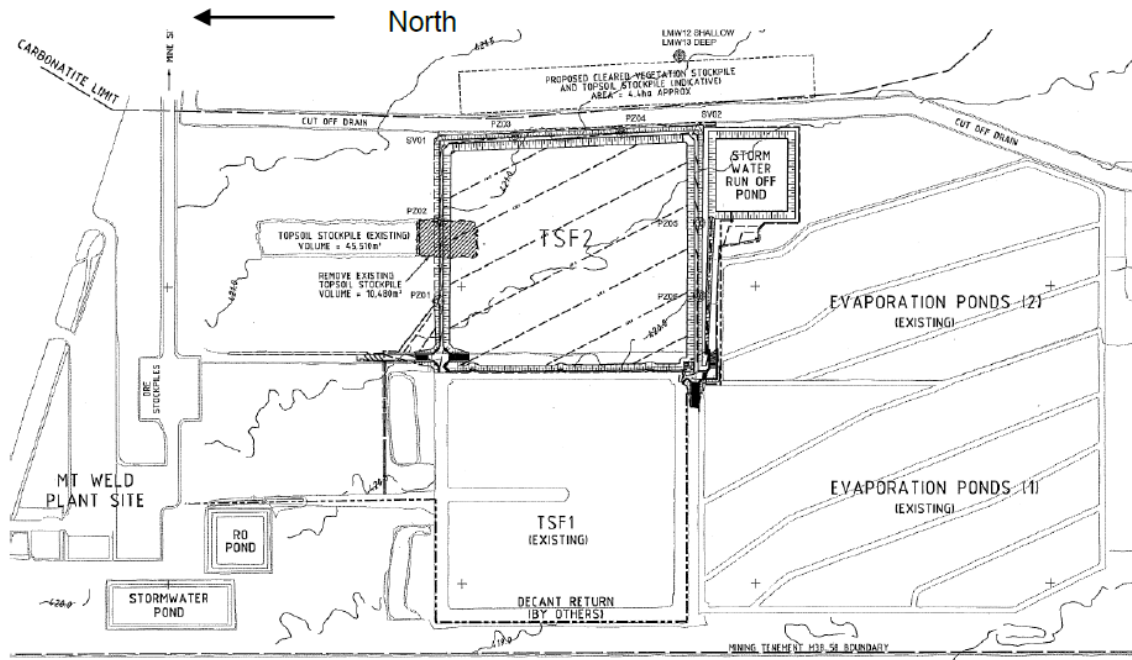 North
LMW12 SHALLOW
LMW13 DEEP
CARBONATITE LIMIT
MINE ST
PROPOSED CLEARED VEGETATION STOCKPILE
AND TOPSOIL STOCKPILE (INDICATIVE)
AREA = 4.4ha APPROX
CUT OFF DRAIN
PZ03
PZ04
SV02
CUT OFF DRAIN
SV01
STORM
WATER
RUN OFF
POND
PZ02
PZ05
TOPSOIL STOCKPILE (EXISTING)
VOLUME = 45,510m³
TSF2
REMOVE EXISTING
TOPSOIL STOCKPILE
VOLUME = 10,480m³
PZ01
PZ06
EVAPORATION PONDS (2)
(EXISTING)
ORE
STOCKPILES
MT WELD
PLANT SITE
EVAPORATION PONDS (1)
(EXISTING)
TSF1
(EXISTING)
RO
POND
STORMWATER
POND
DECANT RETURN
(BY OTHERS)
MINING TENEMENT M38_58 BOUNDARY